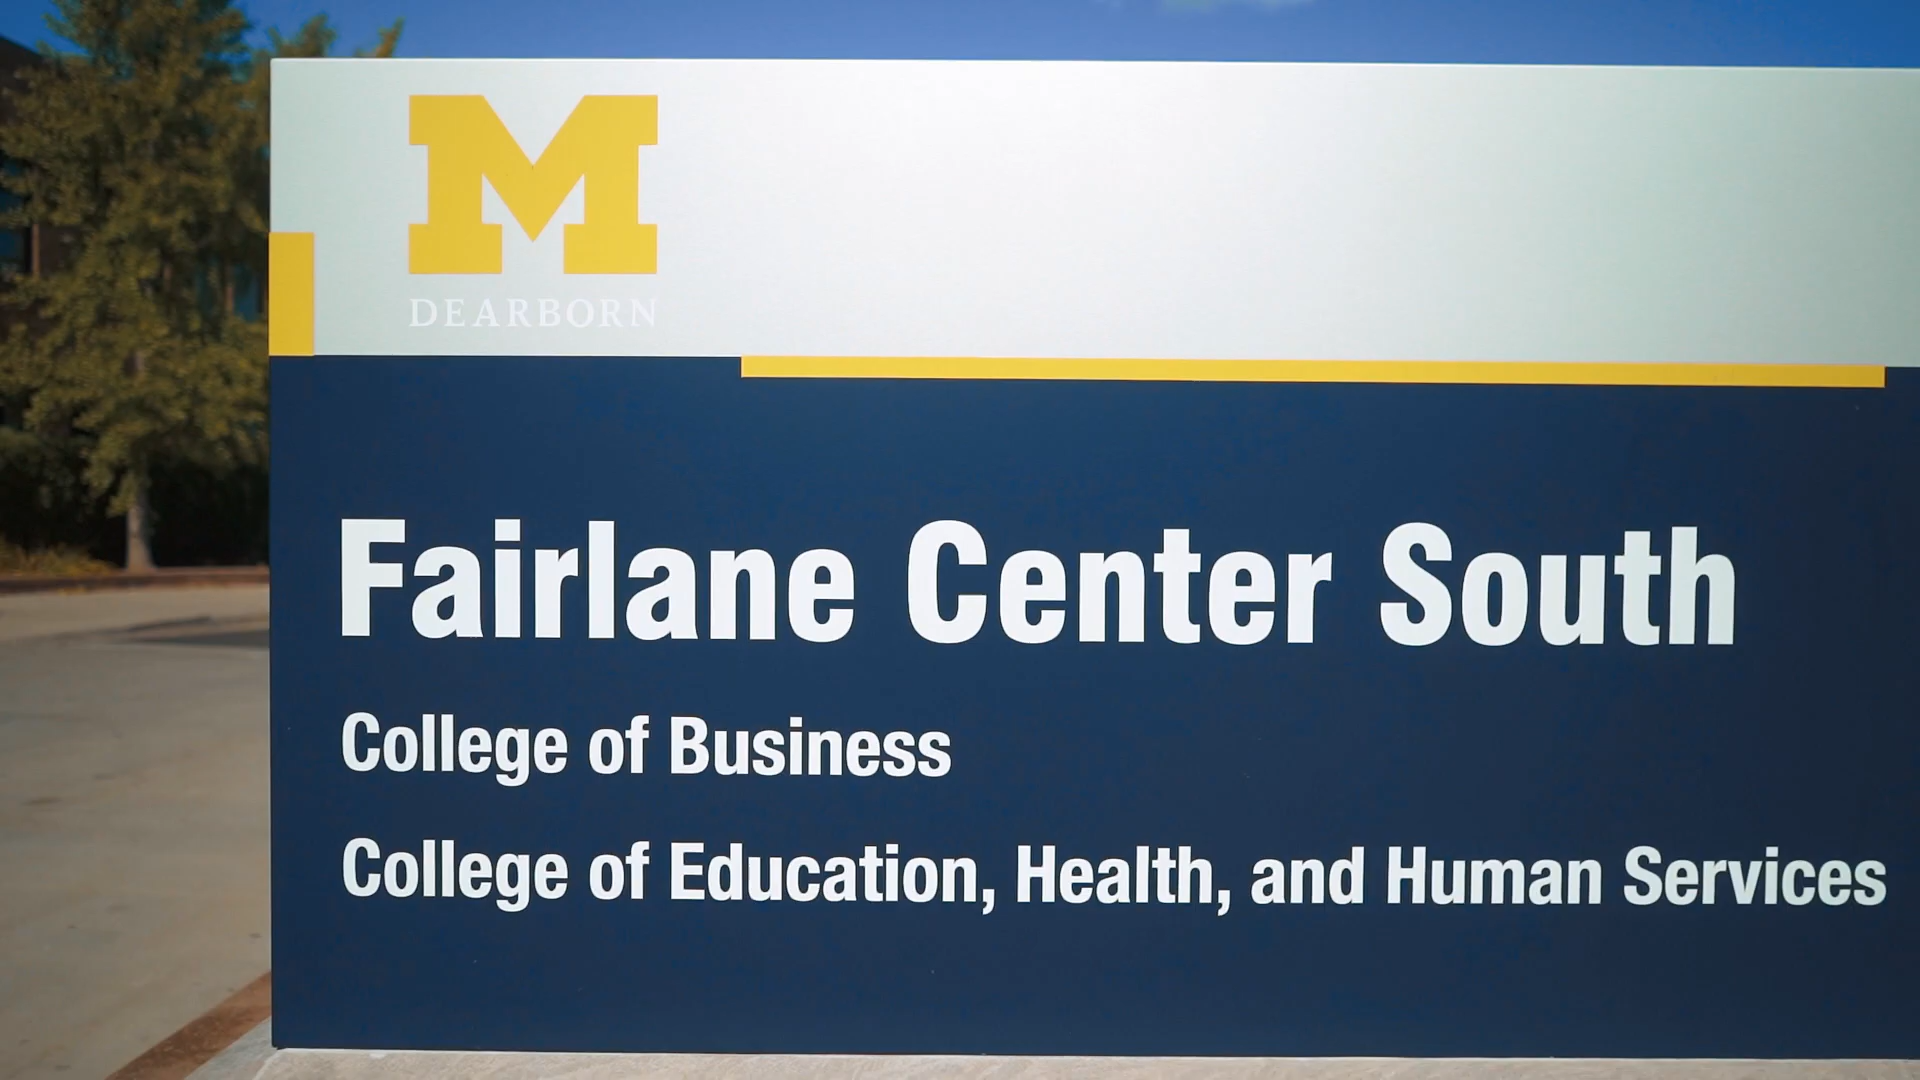 M
DEARBORN
Fairlane Center South
College of Business
College of Education, Health, and Human Services